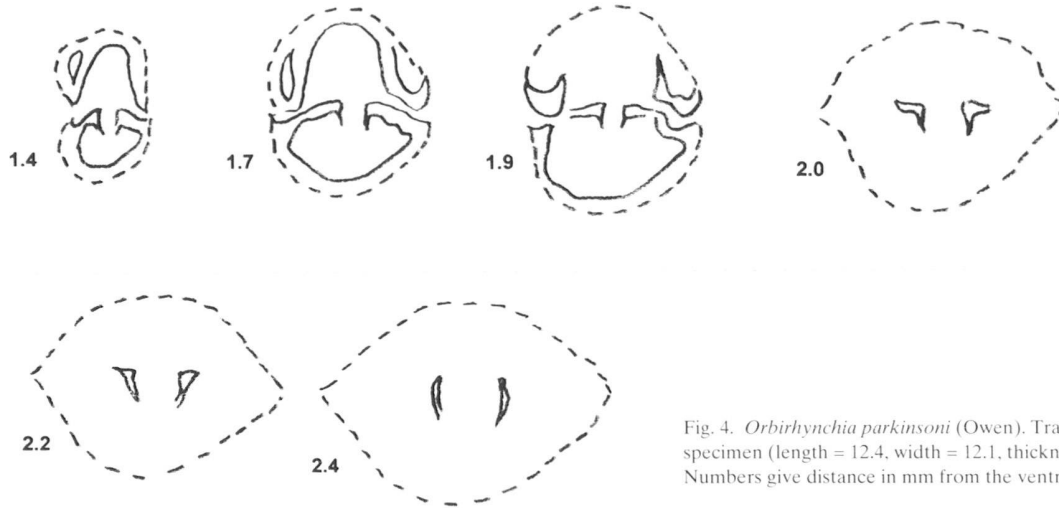 1.4
1.7
1.9
2.0
2.2
2.4
Fig. 4. Orbirhynchia parkinsoni (Owen). Tra
specimen (length = 12.4, width = 12.1, thickn
Numbers give distance in mm from the ventr